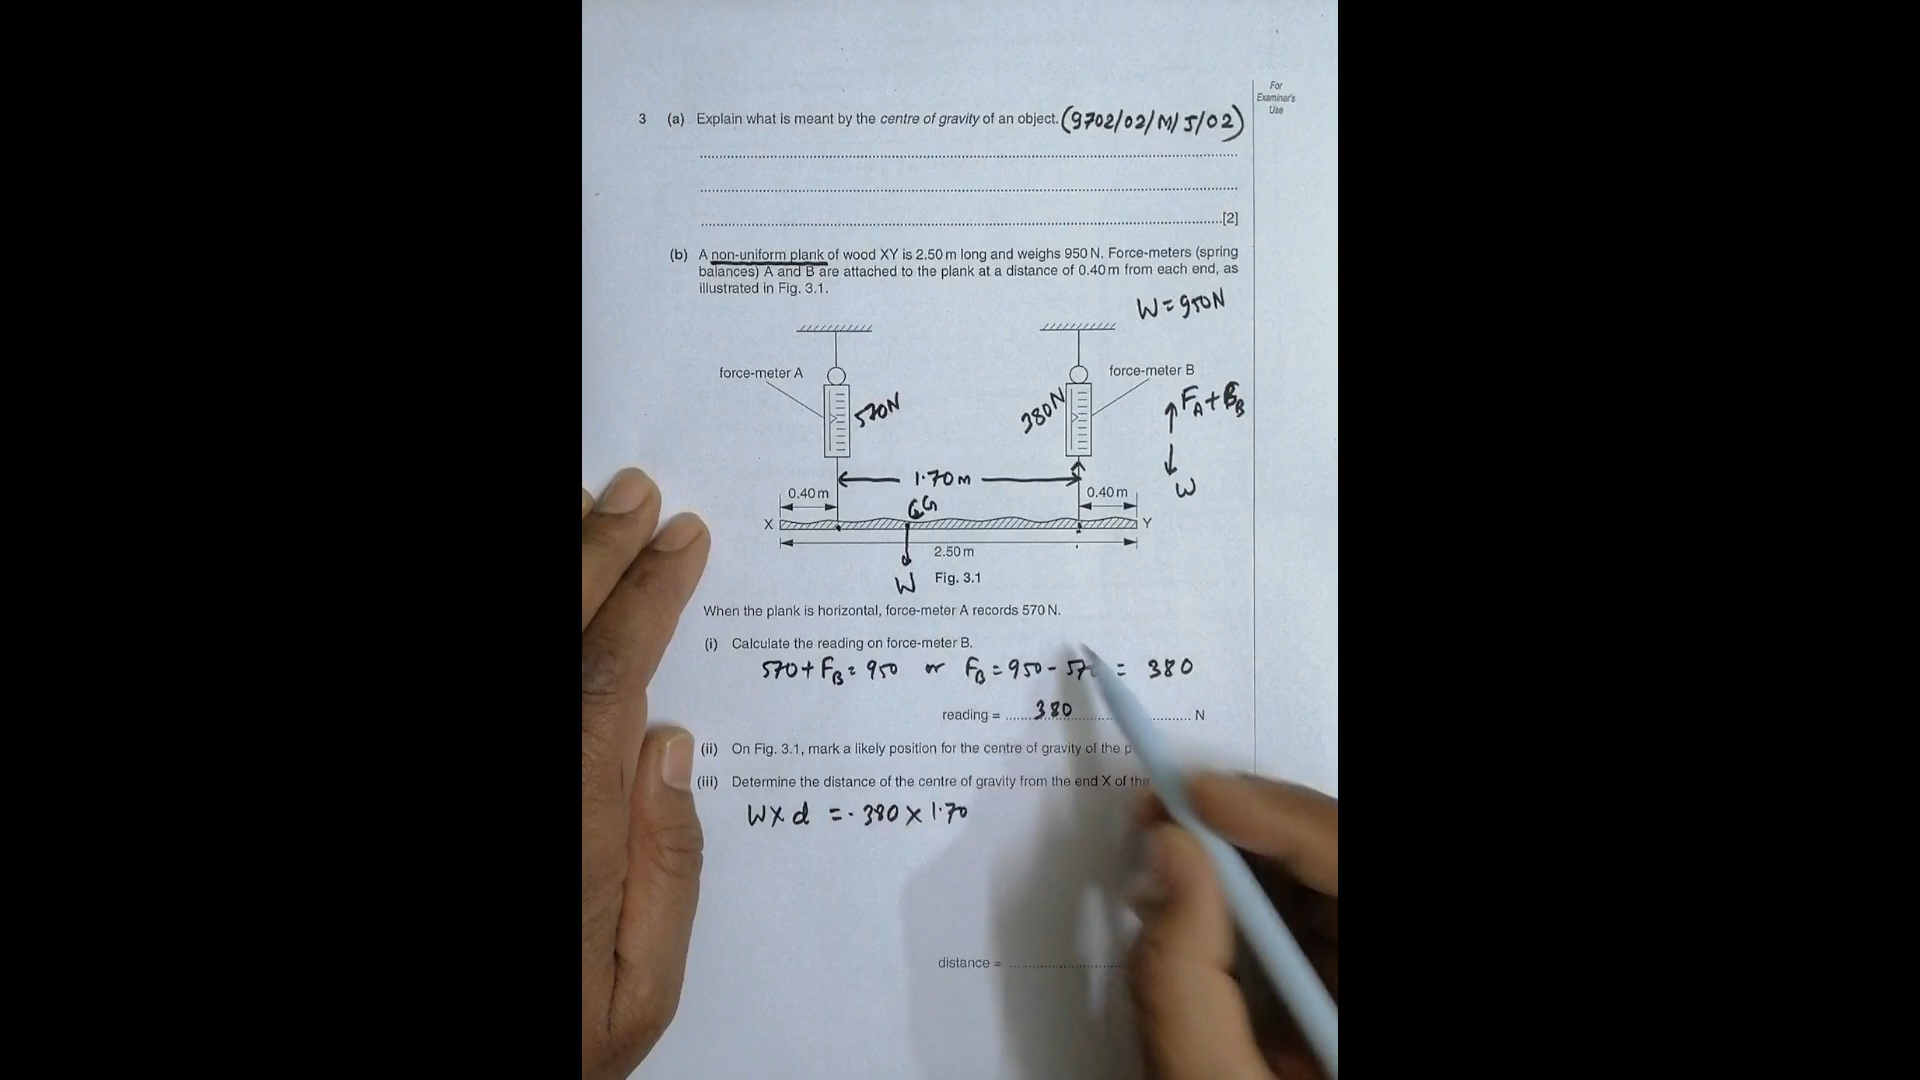 For
Examiner's
Use
3 (a) Explain what is meant by the centre of gravity of an object. (9702/02/M/J/02)
[2]
(b) A non-uniform plank of wood XY is 2.50 m long and weighs 950 N. Force-meters (spring
balances) A and B are attached to the plank at a distance of 0.40 m from each end, as
illustrated in Fig. 3.1.
W = 950N
force-meter A
force-meter B
570N
380N
↑ F_A +
↓
W
1.70 m
0.40 m
0.40 m
X
Y
2.50 m
W
Fig. 3.1
When the plank is horizontal, force-meter A records 570 N.
(i) Calculate the reading on force-meter B.
570 + F_B = 950 or F_B = 950 - = 380
reading = 380 N
(ii) On Fig. 3.1, mark a likely position for the centre of gravity of the
(iii) Determine the distance of the centre of gravity from the end X of the
W × d = 380 × 1.70
distance =